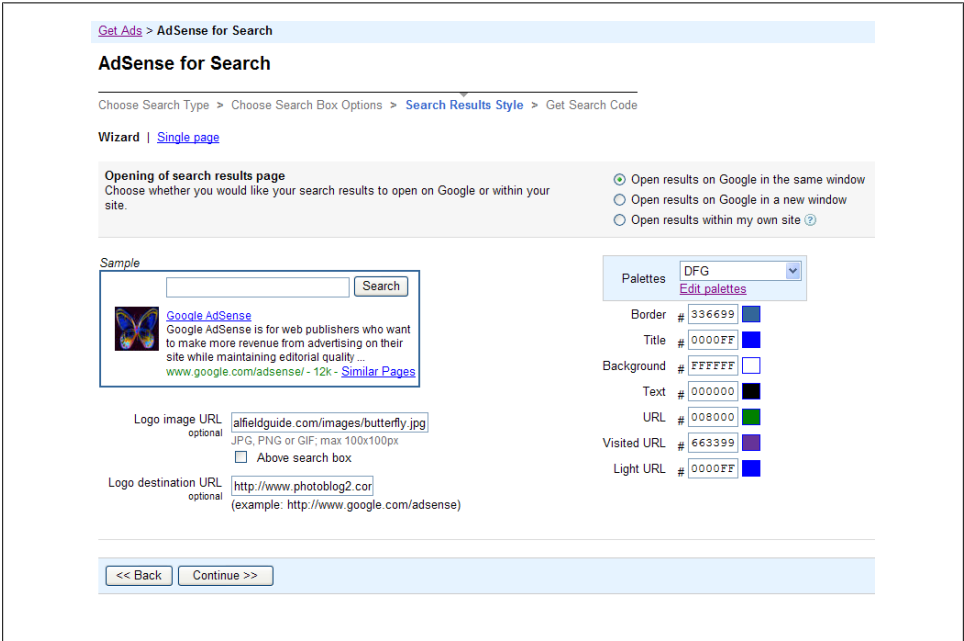 Get Ads > AdSense for Search
AdSense for Search
Choose Search Type > Choose Search Box Options > Search Results Style > Get Search Code
Wizard | Single page
Opening of search results page
Choose whether you would like your search results to open on Google or within your
site.
Open results on Google in the same window
Open results on Google in a new window
Open results within my own site ?
Sample
Search
Google AdSense
Google AdSense is for web publishers who want
to make more revenue from advertising on their
site while maintaining editorial quality ...
www.google.com/adsense/ - 12k - Similar Pages
Logo image URL alfieldguide.com/images/butterfly.jpg
optional
JPG, PNG or GIF; max 100x100px
Above search box
Logo destination URL http://www.photoblog2.cor
optional
(example: http://www.google.com/adsense)
Palettes DFG
Edit palettes
Border # 336699
Title # 0000FF
Background # FFFFFF
Text # 000000
URL # 008000
Visited URL # 663399
Light URL # 0000FF
<< Back Continue >>